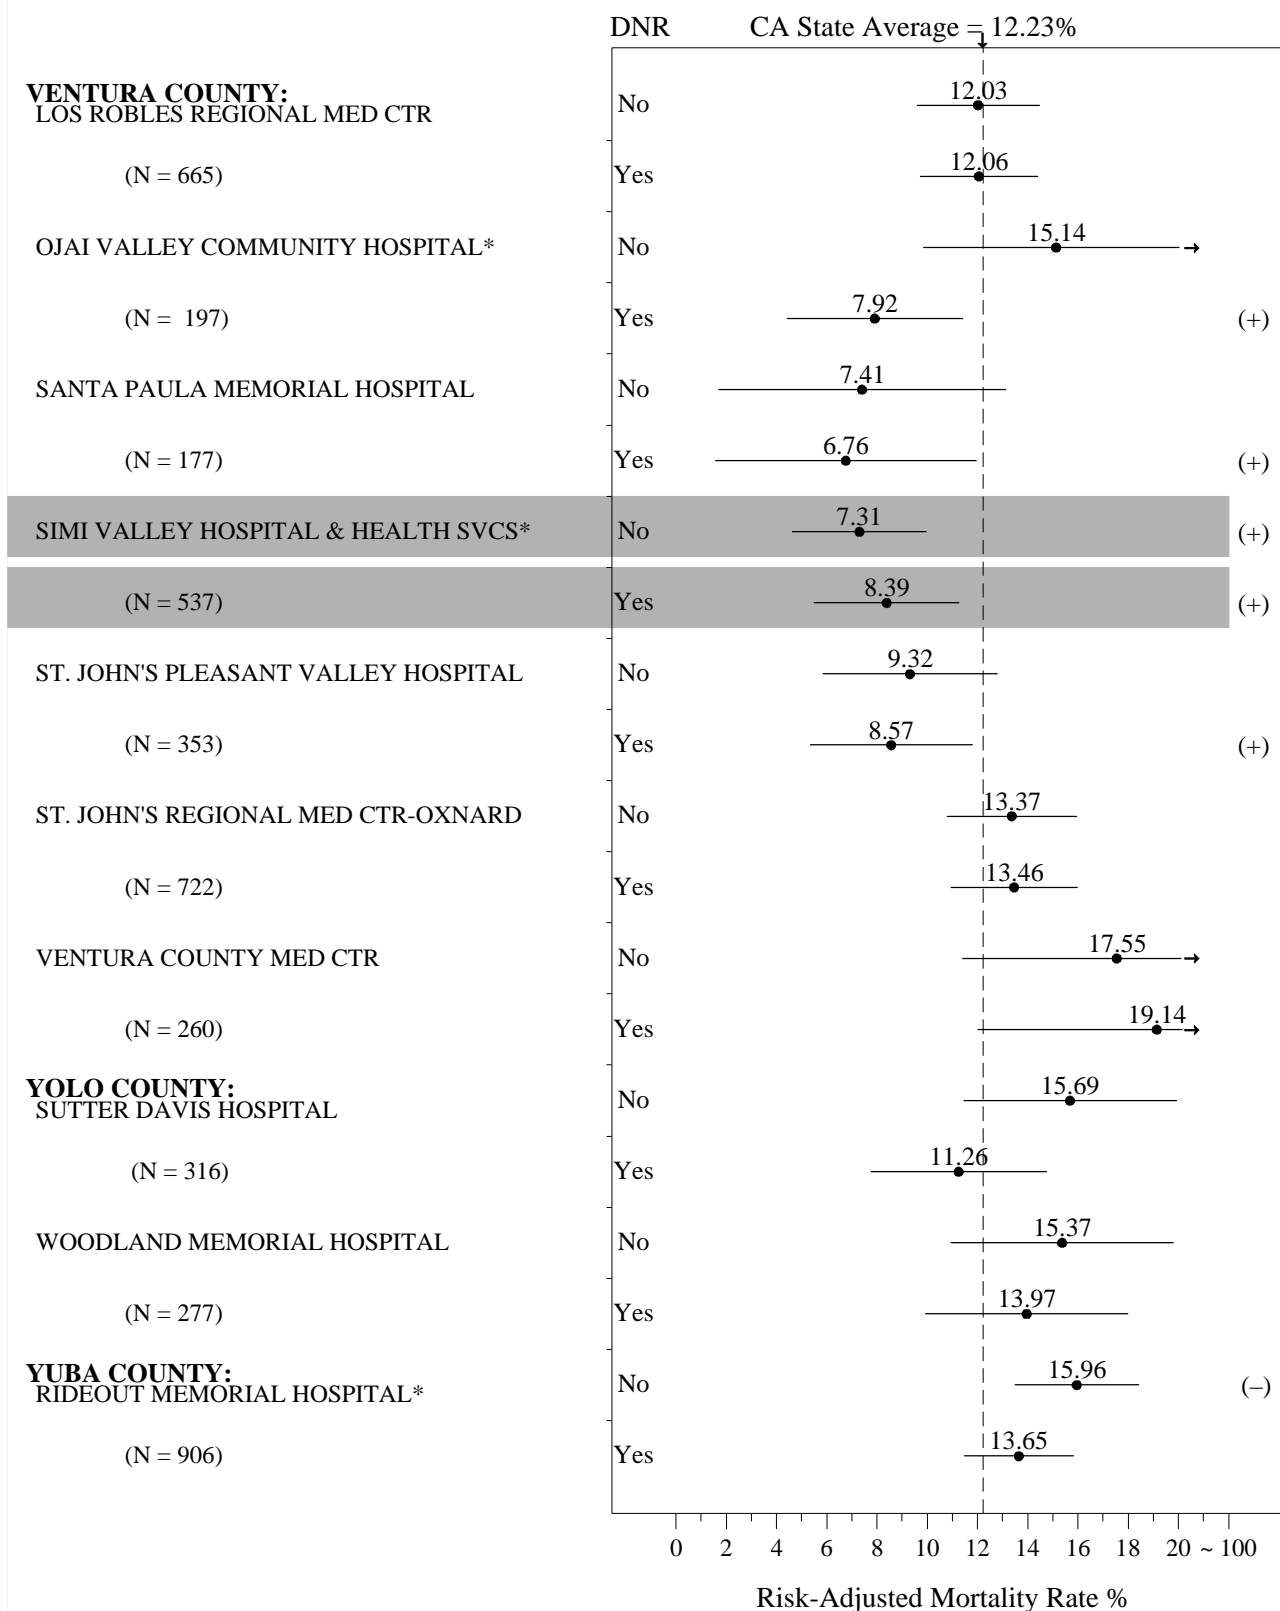 DNR CA State Average = 12.23%
VENTURA COUNTY:
LOS ROBLES REGIONAL MED CTR No 12.03
(N = 665) Yes 12.06
OJAI VALLEY COMMUNITY HOSPITAL* No 15.14
(N = 197) Yes 7.92 (+)
SANTA PAULA MEMORIAL HOSPITAL No 7.41
(N = 177) Yes 6.76 (+)
SIMI VALLEY HOSPITAL & HEALTH SVCS* No 7.31 (+)
(N = 537) Yes 8.39 (+)
ST. JOHN'S PLEASANT VALLEY HOSPITAL No 9.32
(N = 353) Yes 8.57 (+)
ST. JOHN'S REGIONAL MED CTR-OXNARD No 13.37
(N = 722) Yes 13.46
VENTURA COUNTY MED CTR No 17.55
(N = 260) Yes 19.14
YOLO COUNTY:
SUTTER DAVIS HOSPITAL No 15.69
(N = 316) Yes 11.26
WOODLAND MEMORIAL HOSPITAL No 15.37
(N = 277) Yes 13.97
YUBA COUNTY:
RIDEOUT MEMORIAL HOSPITAL* No 15.96 (–)
(N = 906) Yes 13.65
0 2 4 6 8 10 12 14 16 18 20 ~ 100
Risk-Adjusted Mortality Rate %